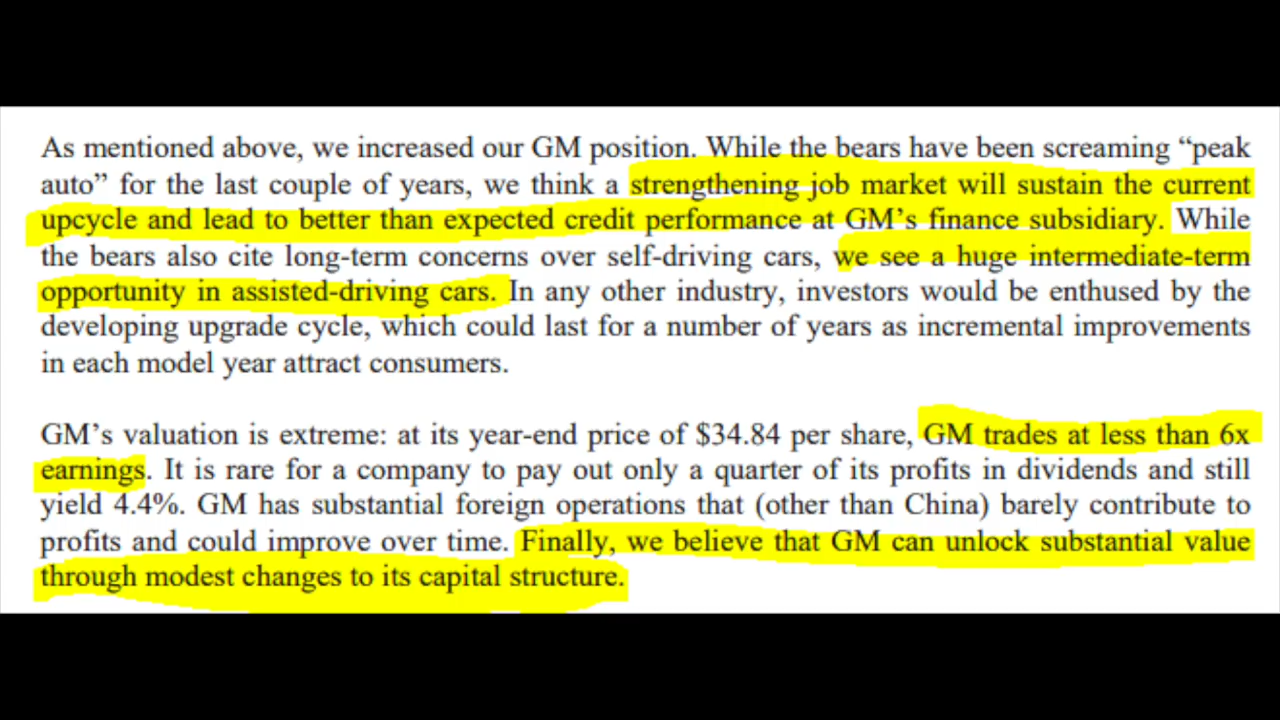 As mentioned above, we increased our GM position. While the bears have been screaming “peak
auto” for the last couple of years, we think a strengthening job market will sustain the current
upcycle and lead to better than expected credit performance at GM’s finance subsidiary. While
the bears also cite long-term concerns over self-driving cars, we see a huge intermediate-term
opportunity in assisted-driving cars. In any other industry, investors would be enthused by the
developing upgrade cycle, which could last for a number of years as incremental improvements
in each model year attract consumers.
GM’s valuation is extreme: at its year-end price of $34.84 per share, GM trades at less than 6x
earnings. It is rare for a company to pay out only a quarter of its profits in dividends and still
yield 4.4%. GM has substantial foreign operations that (other than China) barely contribute to
profits and could improve over time. Finally, we believe that GM can unlock substantial value
through modest changes to its capital structure.